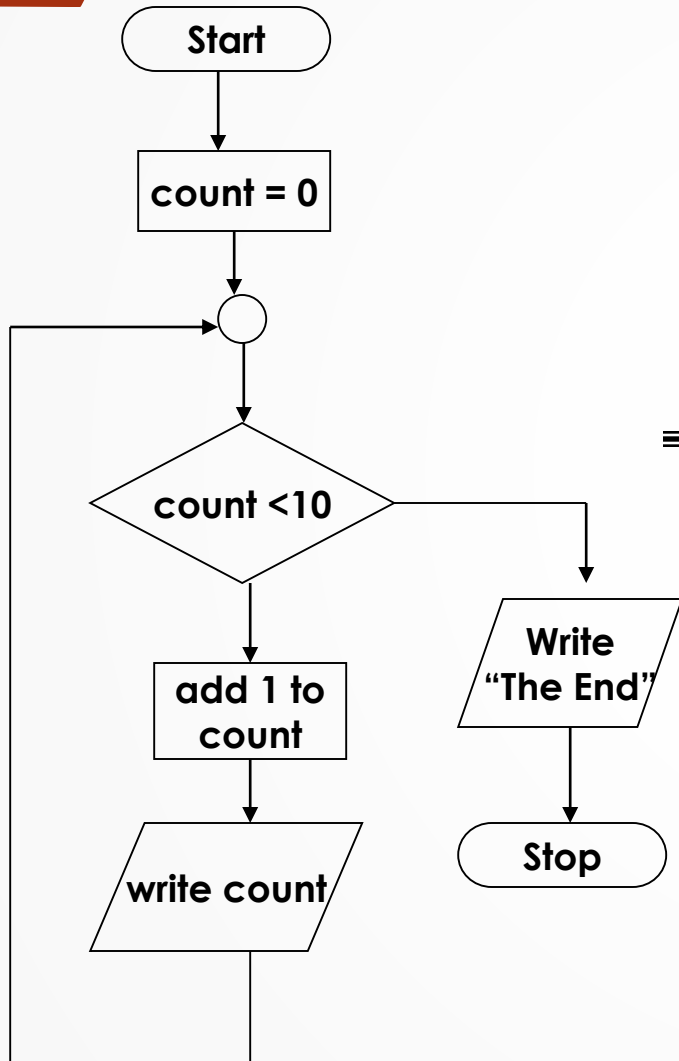 Start
count = 0
count <10
add 1 to
count
write count
Write
“The End”
Stop